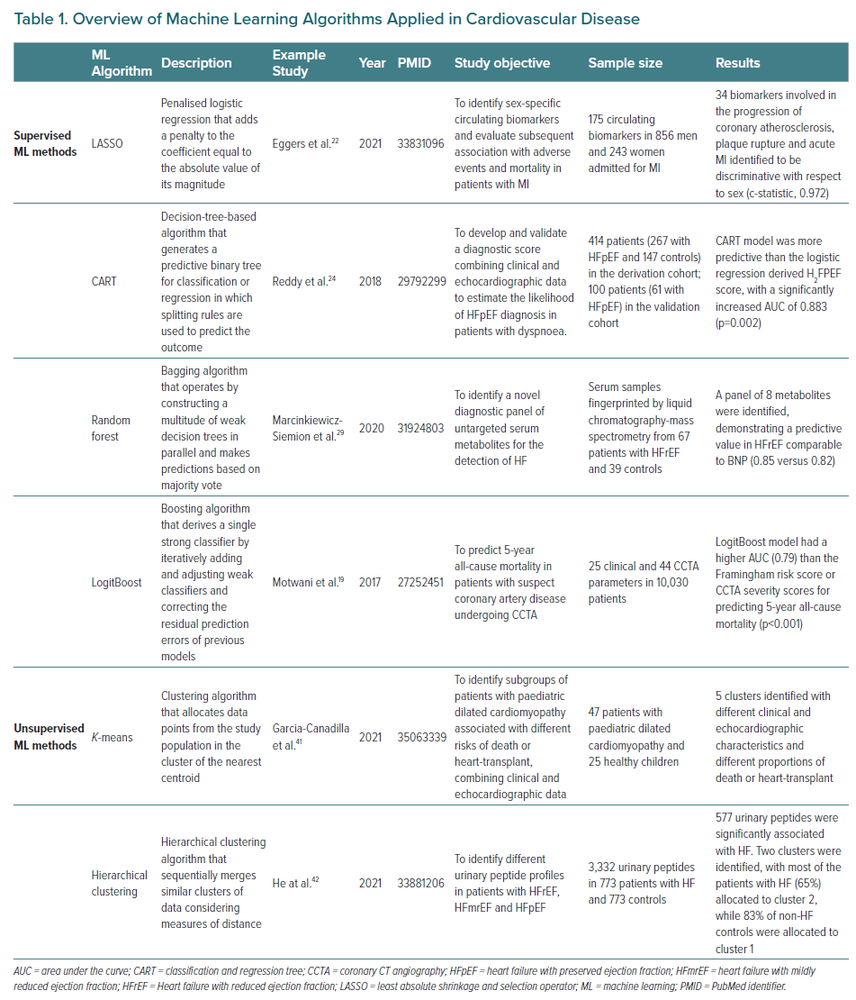 Table 1. Overview of Machine Learning Algorithms Applied in Cardiovascular Disease
ML
Algorithm
Description
Example
Study
Year
PMID
Study objective
Sample size
Results
Supervised
ML methods
LASSO
Penalised logistic
regression that adds
a penalty to the
coefficient equal to
the absolute value of
its magnitude
Eggers et al.22
2021
33831096
To identify sex-specific
circulating biomarkers
and evaluate subsequent
association with adverse
events and mortality in
patients with MI
175 circulating
biomarkers in 856 men
and 243 women
admitted for MI
34 biomarkers involved in
the progression of
coronary atherosclerosis,
plaque rupture and acute
MI identified to be
discriminative with respect
to sex (c-statistic, 0.972)
CART
Decision-tree-based
algorithm that
generates a
predictive binary tree
for classification or
regression in which
splitting rules are
used to predict the
outcome
Reddy et al.24
2018
29792299
To develop and validate
a diagnostic score
combining clinical and
echocardiographic data
to estimate the likelihood
of HFpEF diagnosis in
patients with dyspnoea.
414 patients (267 with
HFpEF and 147 controls)
in the derivation cohort;
100 patients (61 with
HFpEF) in the validation
cohort
CART model was more
predictive than the logistic
regression derived H2FPEF
score, with a significantly
increased AUC of 0.883
(p=0.002)
Random
forest
Bagging algorithm
that operates by
constructing a
multitude of weak
decision trees in
parallel and makes
predictions based on
majority vote
Marcinkiewicz-
Siemion et al.29
2020
31924803
To identify a novel
diagnostic panel of
untargeted serum
metabolites for the
detection of HF
Serum samples
fingerprinted by liquid
chromatography-mass
spectrometry from 67
patients with HFrEF
and 39 controls
A panel of 8 metabolites
were identified,
demonstrating a predictive
value in HFrEF comparable
to BNP (0.85 versus 0.82)
LogitBoost
Boosting algorithm
that derives a single
strong classifier by
iteratively adding
and adjusting weak
classifiers and
correcting the
residual prediction
errors of previous
models
Motwani et al.19
2017
27252451
To predict 5-year
all-cause mortality in
patients with suspect
coronary artery disease
undergoing CCTA
25 clinical and 44 CCTA
parameters in 10,030
patients
LogitBoost model had a
higher AUC (0.79) than the
Framingham risk score or
CCTA severity scores for
predicting 5-year all-cause
mortality (p<0.001)
Unsupervised
ML methods
K-means
Clustering algorithm
that allocates data
points from the study
population in the
cluster of the nearest
centroid
Garcia-Canadilla
et al.41
2021
35063339
To identify subgroups of
patients with paediatric
dilated cardiomyopathy
associated with different
risks of death or
heart-transplant,
combining clinical and
echocardiographic data
47 patients with
paediatric dilated
cardiomyopathy and
25 healthy children
5 clusters identified with
different clinical and
echocardiographic
characteristics and
different proportions of
death or heart-transplant
Hierarchical
clustering
Hierarchical clustering
algorithm that
sequentially merges
similar clusters of
data considering
measures of distance
He at al.42
2021
33881206
To identify different
urinary peptide profiles
in patients with HFrEF,
HFmrEF and HFpEF
3,332 urinary peptides
in 773 patients with HF
and 773 controls
577 urinary peptides were
significantly associated
with HF. Two clusters were
identified, with most of the
patients with HF (65%)
allocated to cluster 2,
while 83% of non-HF
controls were allocated to
cluster 1
AUC = area under the curve; CART = classification and regression tree; CCTA = coronary CT angiography; HFpEF = heart failure with preserved ejection fraction; HFmrEF = heart failure with mildly
reduced ejection fraction; HFrEF = Heart failure with reduced ejection fraction; LASSO = least absolute shrinkage and selection operator; ML = machine learning; PMID = PubMed identifier.